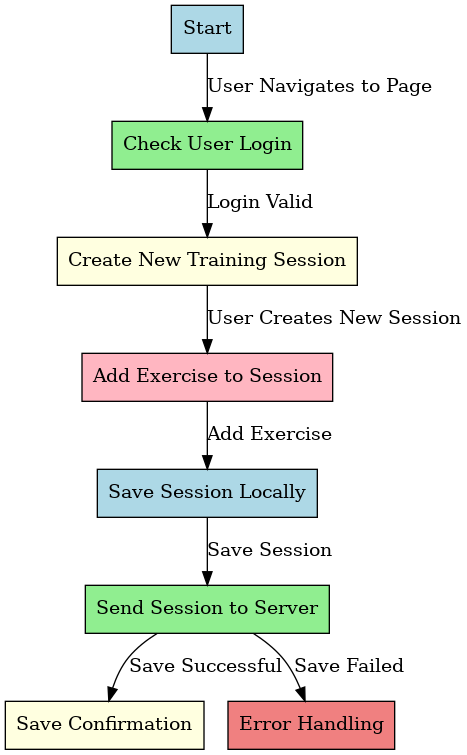 Start
User Navigates to Page
Check User Login
Login Valid
Create New Training Session
User Creates New Session
Add Exercise to Session
Add Exercise
Save Session Locally
Save Session
Send Session to Server
Save Successful
Save Failed
Save Confirmation
Error Handling